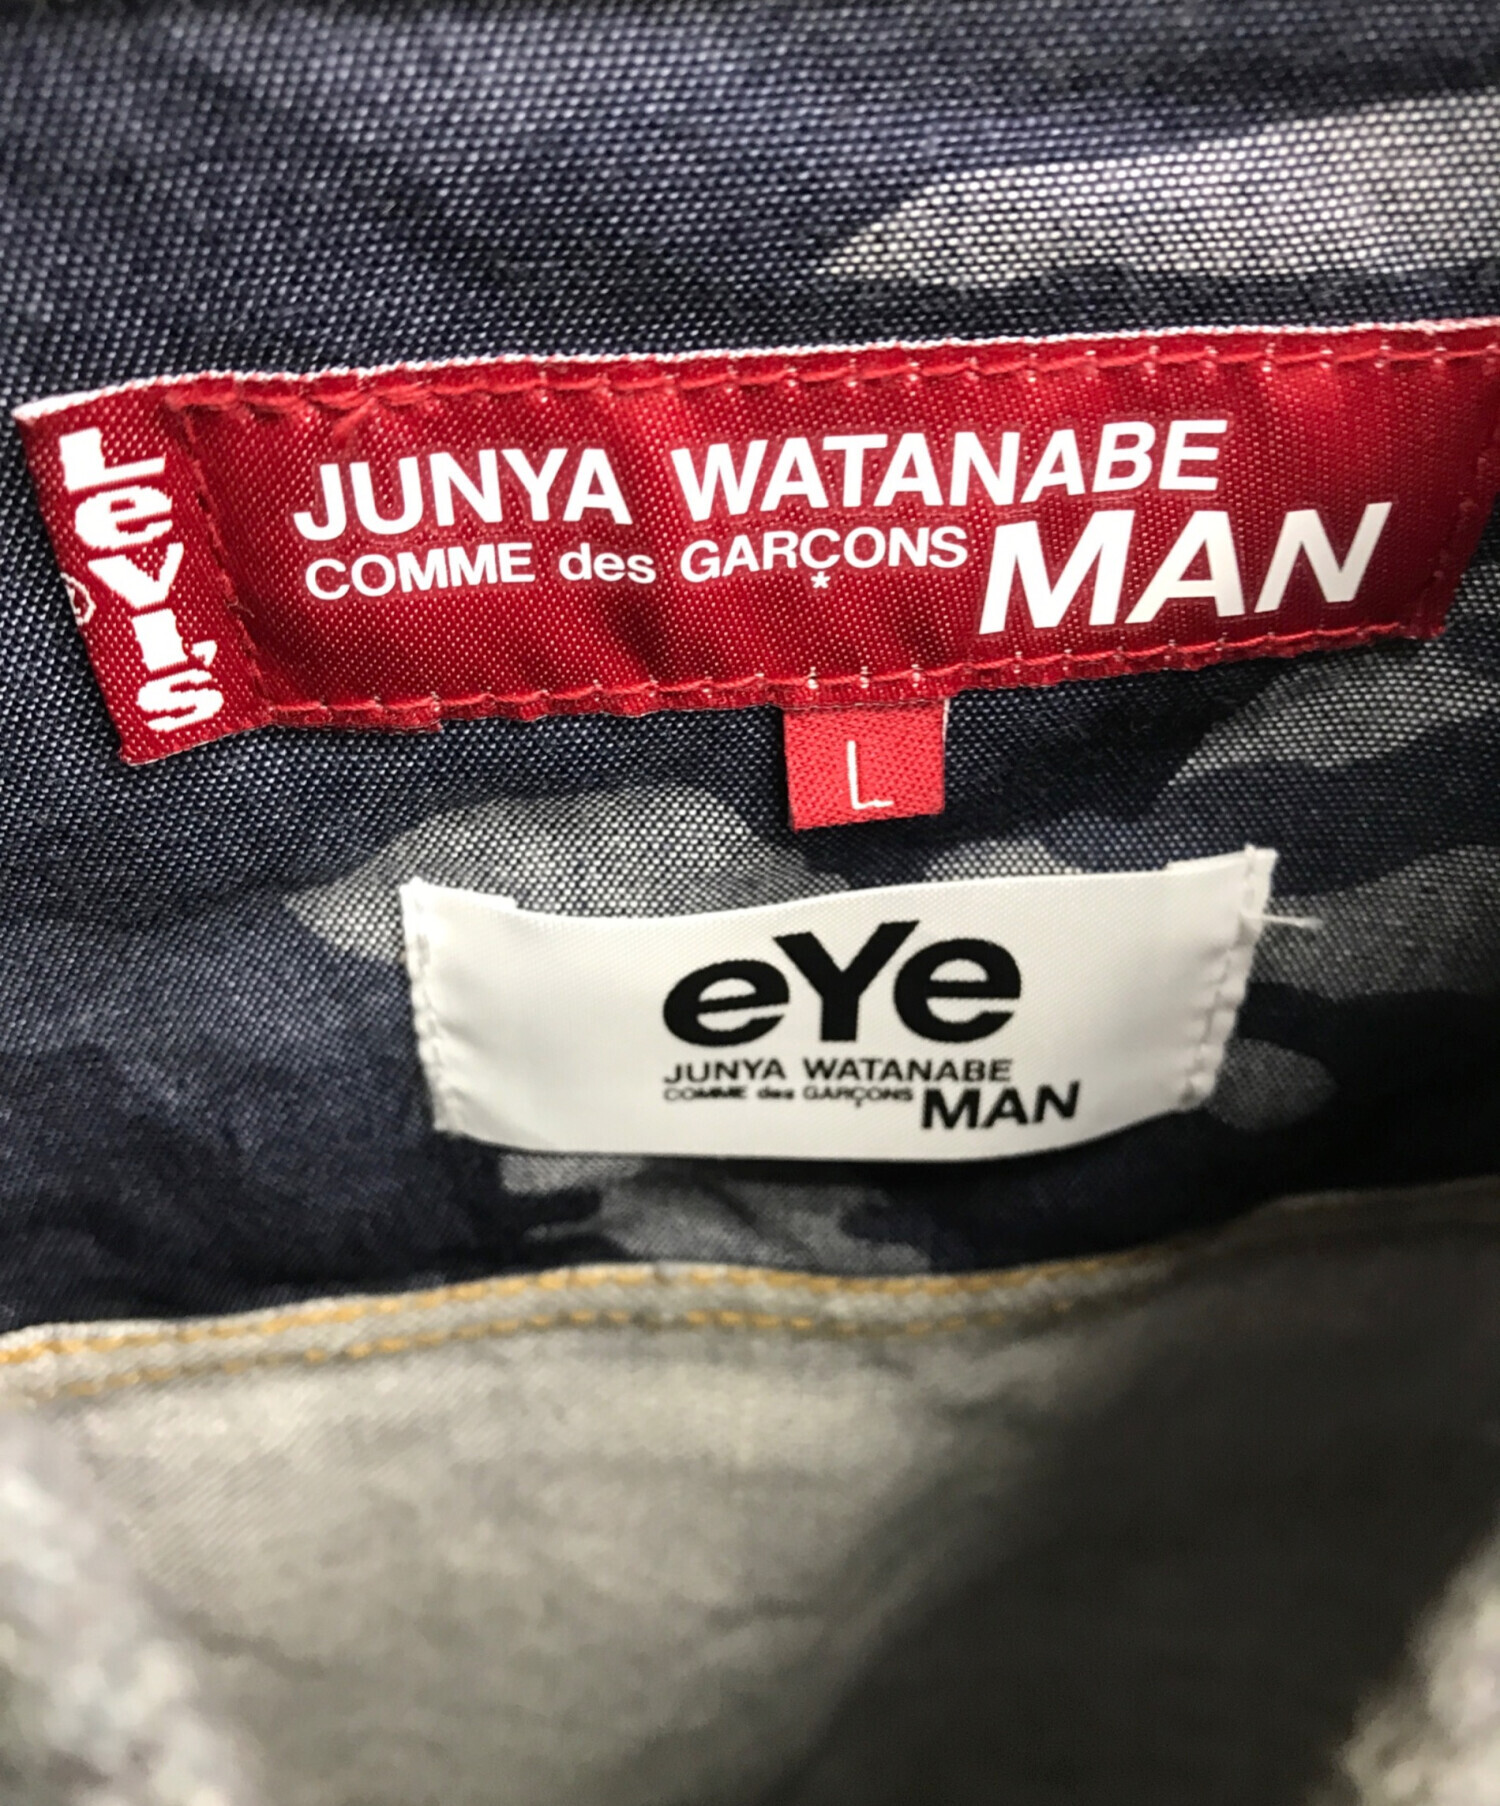 Levi's
®
JUNYA WATANABE
COMME des GARÇONS MAN
*
L
eYe
JUNYA WATANABE
COMME des GARÇONS MAN